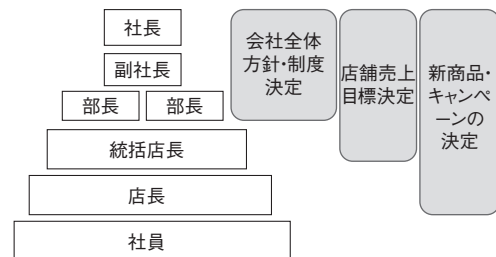 社長
副社長
部長
部長
統括店長
店長
社員
会社全体
方針・制度
決定
店舗売上
目標決定
新商品・
キャンペ
ーンの
決定